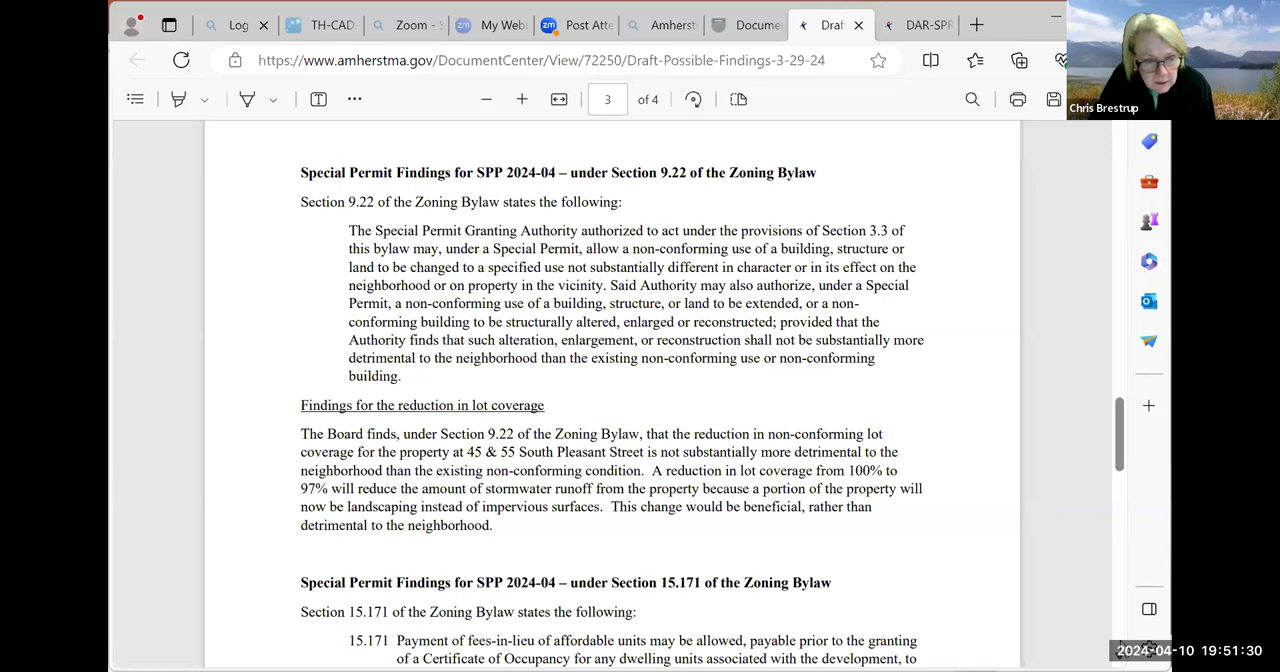 Log
TH-CAD-
Zoom - S
My Webi
Post Atte
Amherst
Docume
Draf
DAR-SPR
https://www.amherstma.gov/DocumentCenter/View/72250/Draft-Possible-Findings-3-29-24
3 of 4
Chris Brestrup
Special Permit Findings for SPP 2024-04 – under Section 9.22 of the Zoning Bylaw
Section 9.22 of the Zoning Bylaw states the following:
The Special Permit Granting Authority authorized to act under the provisions of Section 3.3 of
this bylaw may, under a Special Permit, allow a non-conforming use of a building, structure or
land to be changed to a specified use not substantially different in character or in its effect on the
neighborhood or on property in the vicinity. Said Authority may also authorize, under a Special
Permit, a non-conforming use of a building, structure, or land to be extended, or a non-
conforming building to be structurally altered, enlarged or reconstructed; provided that the
Authority finds that such alteration, enlargement, or reconstruction shall not be substantially more
detrimental to the neighborhood than the existing non-conforming use or non-conforming
building.
Findings for the reduction in lot coverage
The Board finds, under Section 9.22 of the Zoning Bylaw, that the reduction in non-conforming lot
coverage for the property at 45 & 55 South Pleasant Street is not substantially more detrimental to the
neighborhood than the existing non-conforming condition.  A reduction in lot coverage from 100% to
97% will reduce the amount of stormwater runoff from the property because a portion of the property will
now be landscaping instead of impervious surfaces.  This change would be beneficial, rather than
detrimental to the neighborhood.
Special Permit Findings for SPP 2024-04 – under Section 15.171 of the Zoning Bylaw
Section 15.171 of the Zoning Bylaw states the following:
15.171 Payment of fees-in-lieu of affordable units may be allowed, payable prior to the granting
of a Certificate of Occupancy for any dwelling units associated with the development, to
2024-04-10 19:51:30